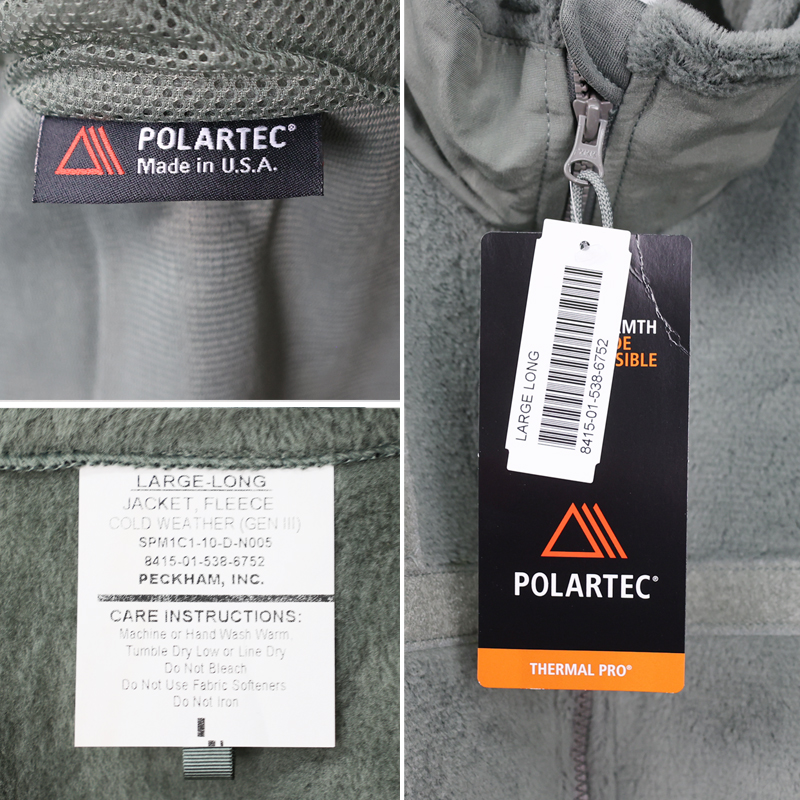 POLARTEC®
Made in U.S.A.
LARGE LONG
8415-01-538-6752
SIBLE
POLARTEC®
THERMAL PRO®
LARGE-LONG
JACKET, FLEECE
COLD WEATHER (GEN III)
SPM1C1-10-D-N005
8415-01-538-6752
PECKHAM, INC.
CARE INSTRUCTIONS:
Machine or Hand Wash Warm
Tumble Dry Low or Line Dry
Do Not Bleach
Do Not Use Fabric Softeners
Do Not Iron